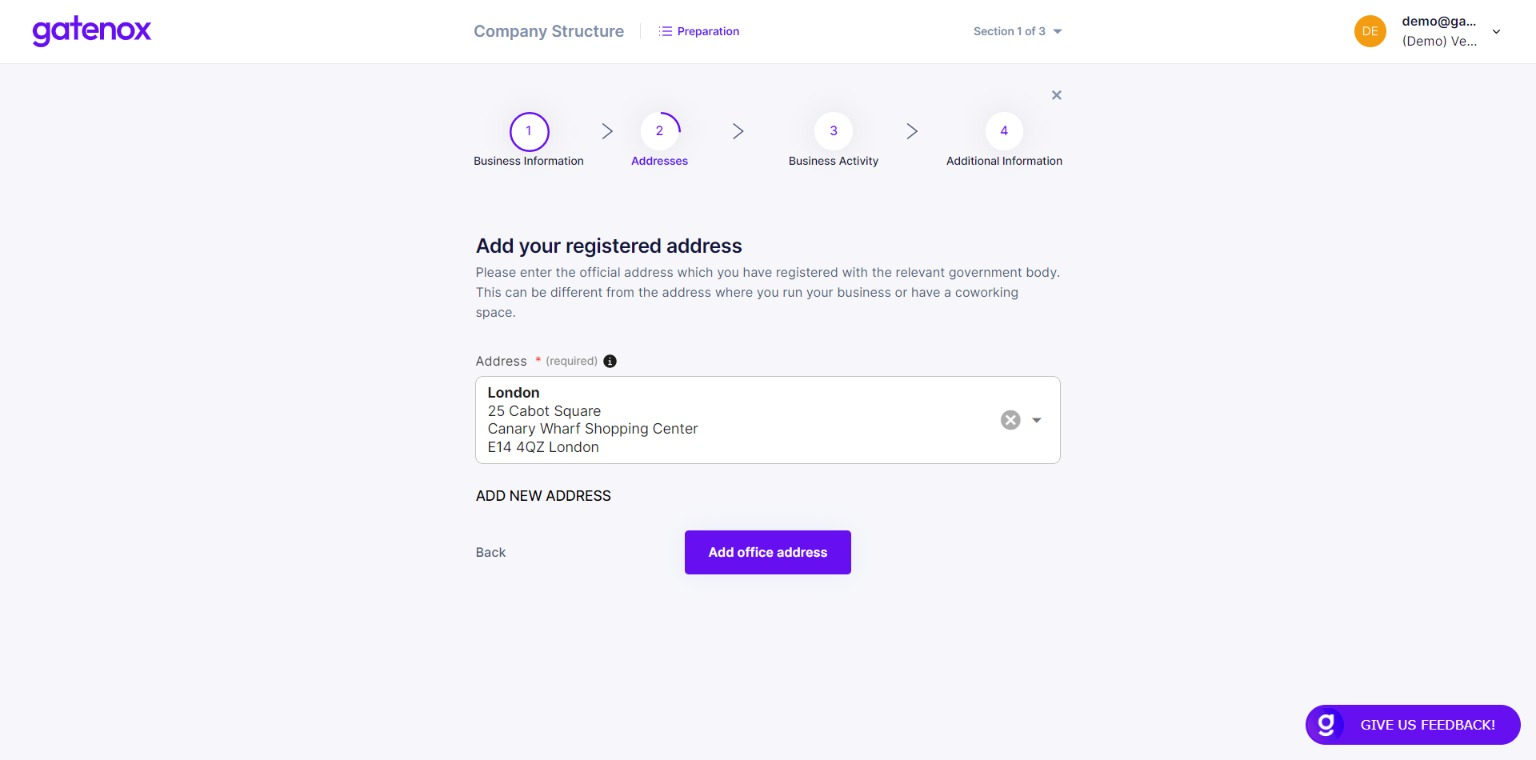 gatenox
Company Structure
Preparation
Section 1 of 3
DE
demo@ga...
(Demo) Ve...
1
2
3
4
Business Information
Addresses
Business Activity
Additional Information
Add your registered address
Please enter the official address which you have registered with the relevant government body.
This can be different from the address where you run your business or have a coworking
space.
Address * (required)
London
25 Cabot Square
Canary Wharf Shopping Center
E14 4QZ London
ADD NEW ADDRESS
Back
Add office address
g GIVE US FEEDBACK!